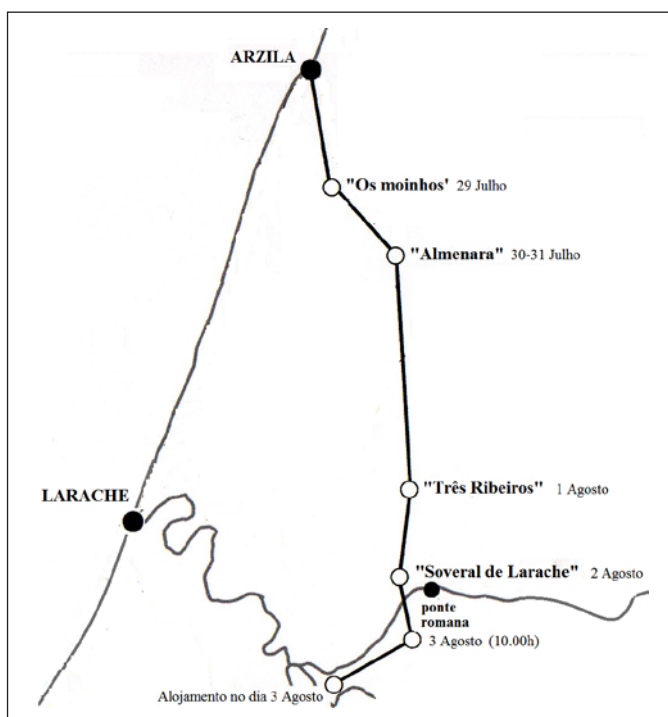 ARZILA
"Os moinhos' 29 Julho
"Almenara" 30-31 Julho
LARACHE
"Três Ribeiros" 1 Agosto
"Soveral de Larache" 2 Agosto
ponte
romana
3 Agosto (10.00h)
Alojamento no dia 3 Agosto